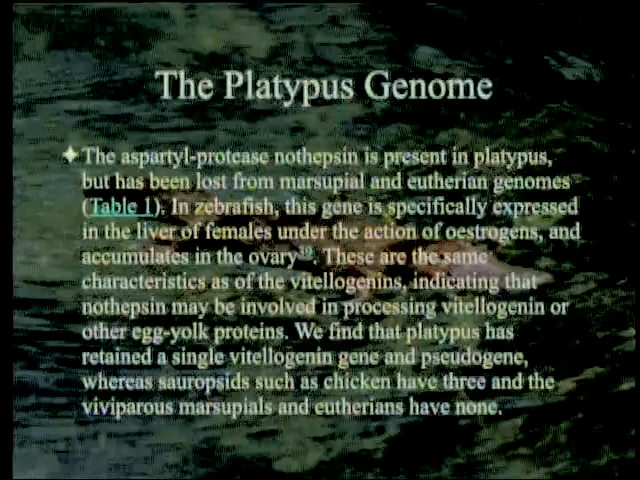 The Platypus Genome
The aspartyl-protease nothepsin is present in platypus,
but has been lost from marsupial and eutherian genomes
(Table 1). In zebrafish, this gene is specifically expressed
in the liver of females under the action of oestrogens, and
accumulates in the ovary. These are the same
characteristics as of the vitellogenins, indicating that
nothepsin may be involved in processing vitellogenin or
other egg-yolk proteins. We find that platypus has
retained a single vitellogenin gene and pseudogene,
whereas sauropsids such as chicken have three and the
viviparous marsupials and eutherians have none.